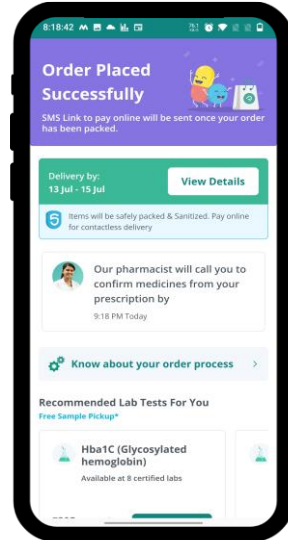 8:18:42
Order Placed
Successfully
SMS Link to pay online will be sent once your order
has been packed.
Delivery by:
13 Jul - 15 Jul
View Details
Items will be safely packed & Sanitized. Pay online
for contactless delivery
Our pharmacist will call you to
confirm medicines from your
prescription by
9:18 PM Today
Know about your order process
Recommended Lab Tests For You
Free Sample Pickup*
Hba1C (Glycosylated
hemoglobin)
Available at 8 certified labs